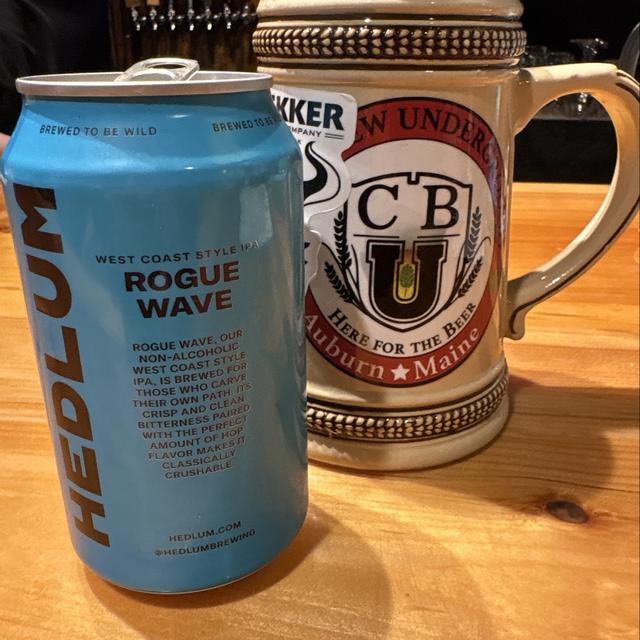 BREWED TO BE WILD
BREWED TO BE
HEDLUM
WEST COAST STYLE IPA
ROGUE
WAVE
ROGUE WAVE, OUR
NON-ALCOHOLIC
WEST COAST STYLE
IPA, IS BREWED FOR
THOSE WHO CARVE
THEIR OWN PATH. ITS
CRISP AND CLEAN
BITTERNESS PAIRED
WITH THE PERFECT
AMOUNT OF HOP
FLAVOR MAKES IT
CLASSICALLY
CRUSHABLE
HEDLUM.COM
@HEDLUMBREWING
KKER
MPANY
EW UNDERG
C B
U
HERE FOR THE BEER
Auburn ★ Maine